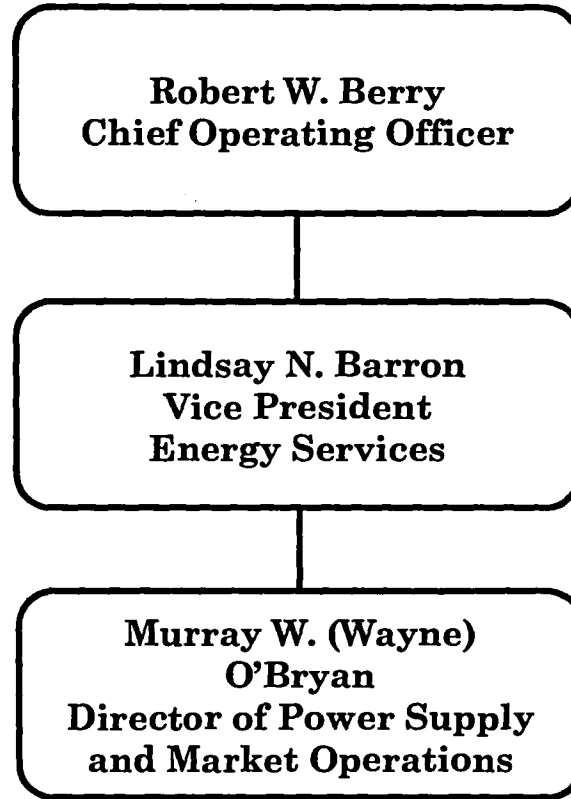 Robert W. Berry
Chief Operating Officer
Lindsay N. Barron
Vice President
Energy Services
Murray W. (Wayne)
O'Bryan
Director of Power Supply
and Market Operations